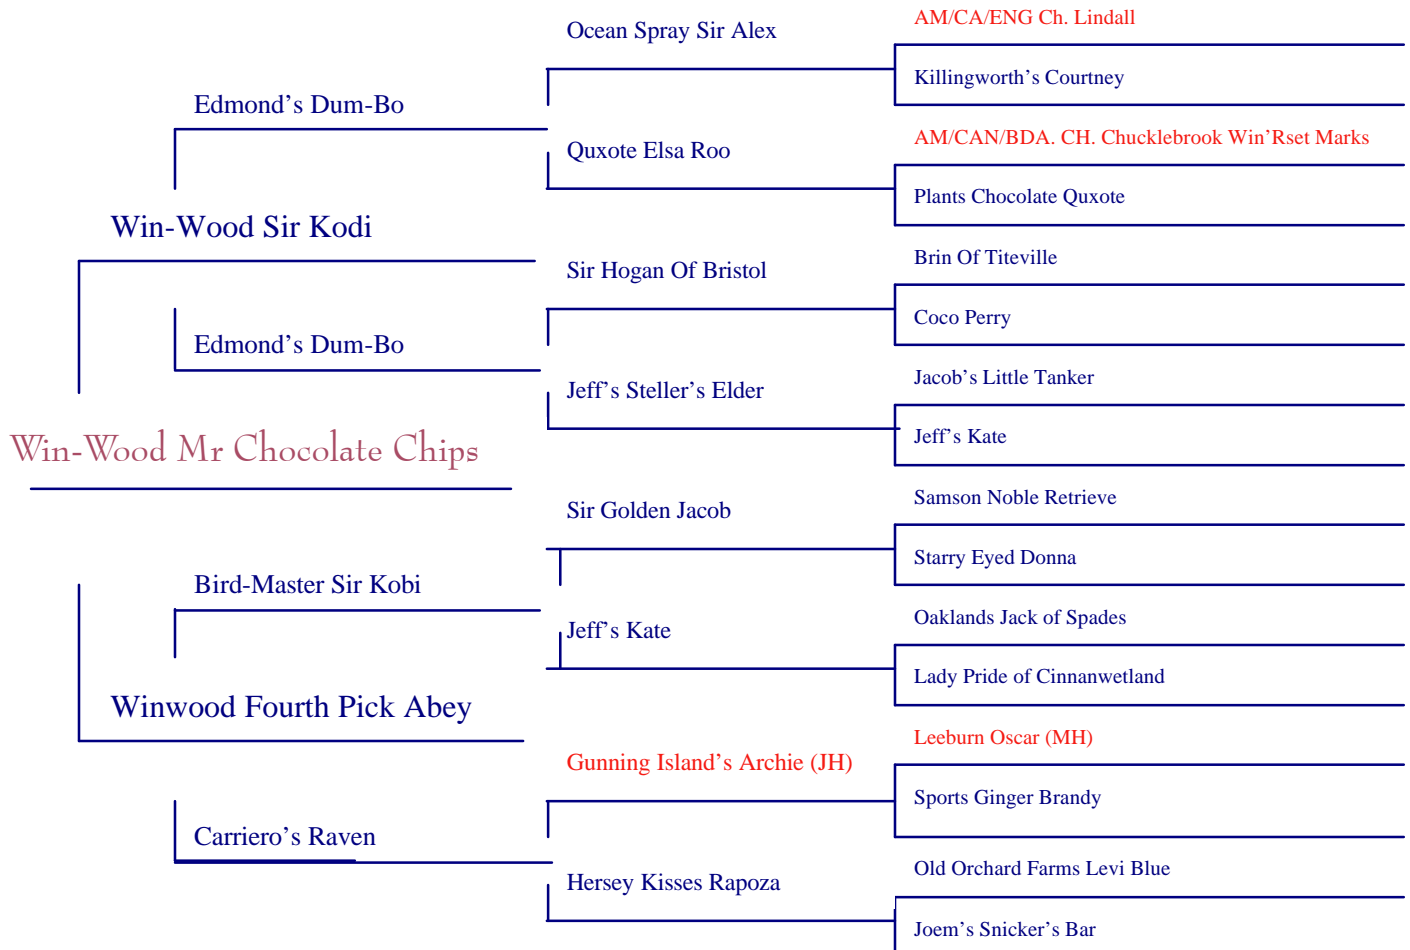 AM/CA/ENG Ch. Lindall
Ocean Spray Sir Alex
Killingworth’s Courtney
Edmond’s Dum-Bo
AM/CAN/BDA. CH. Chucklebrook Win’Rset Marks
Quxote Elsa Roo
Plants Chocolate Quxote
Win-Wood Sir Kodi
Brin Of Titeville
Sir Hogan Of Bristol
Coco Perry
Edmond’s Dum-Bo
Jacob’s Little Tanker
Jeff’s Steller’s Elder
Jeff’s Kate
Win-Wood Mr Chocolate Chips
Samson Noble Retrieve
Sir Golden Jacob
Starry Eyed Donna
Bird-Master Sir Kobi
Oaklands Jack of Spades
Jeff’s Kate
Lady Pride of Cinnanwetland
Winwood Fourth Pick Abey
Leeburn Oscar (MH)
Gunning Island’s Archie (JH)
Sports Ginger Brandy
Carriero’s Raven
Old Orchard Farms Levi Blue
Hersey Kisses Rapoza
Joem’s Snicker’s Bar